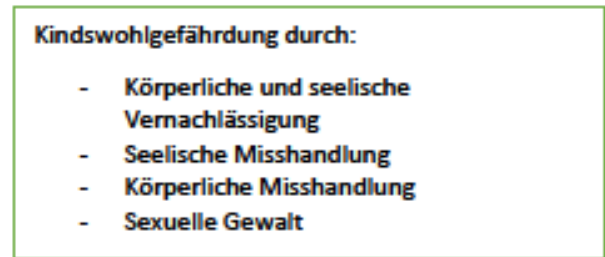 Kindswohlgefährdung durch:
- Körperliche und seelische
Vernachlässigung
- Seelische Misshandlung
- Körperliche Misshandlung
- Sexuelle Gewalt